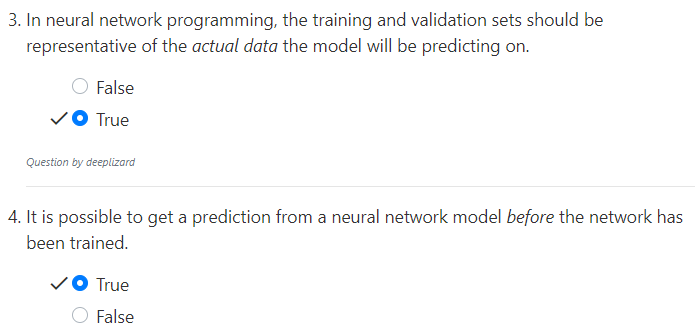 3. In neural network programming, the training and validation sets should be
representative of the actual data the model will be predicting on.
False
True
Question by deeplizard
4. It is possible to get a prediction from a neural network model before the network has
been trained.
True
False